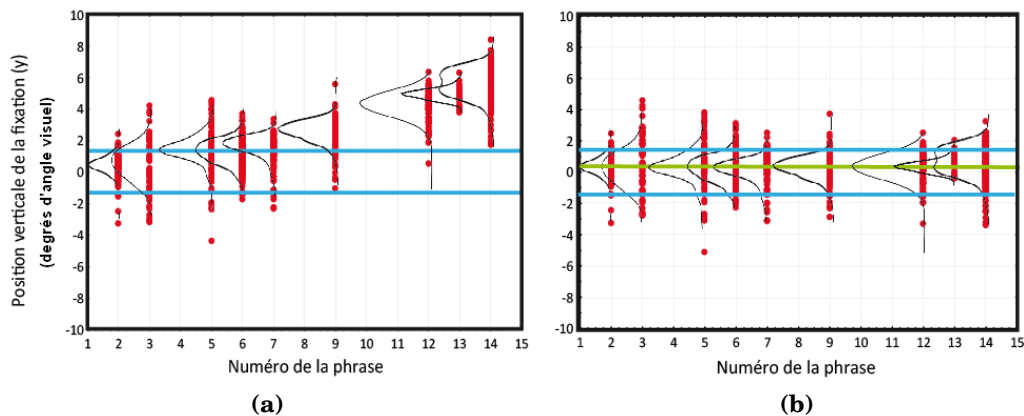 Position verticale de la fixation (y)
(degrés d'angle visuel)
10
8
6
4
2
0
-2
-4
-6
-8
-10
1 2 3 4 5 6 7 8 9 10 11 12 13 14 15
Numéro de la phrase
(a)
10
8
6
4
2
0
-2
-4
-6
-8
-10
1 2 3 4 5 6 7 8 9 10 11 12 13 14 15
Numéro de la phrase
(b)